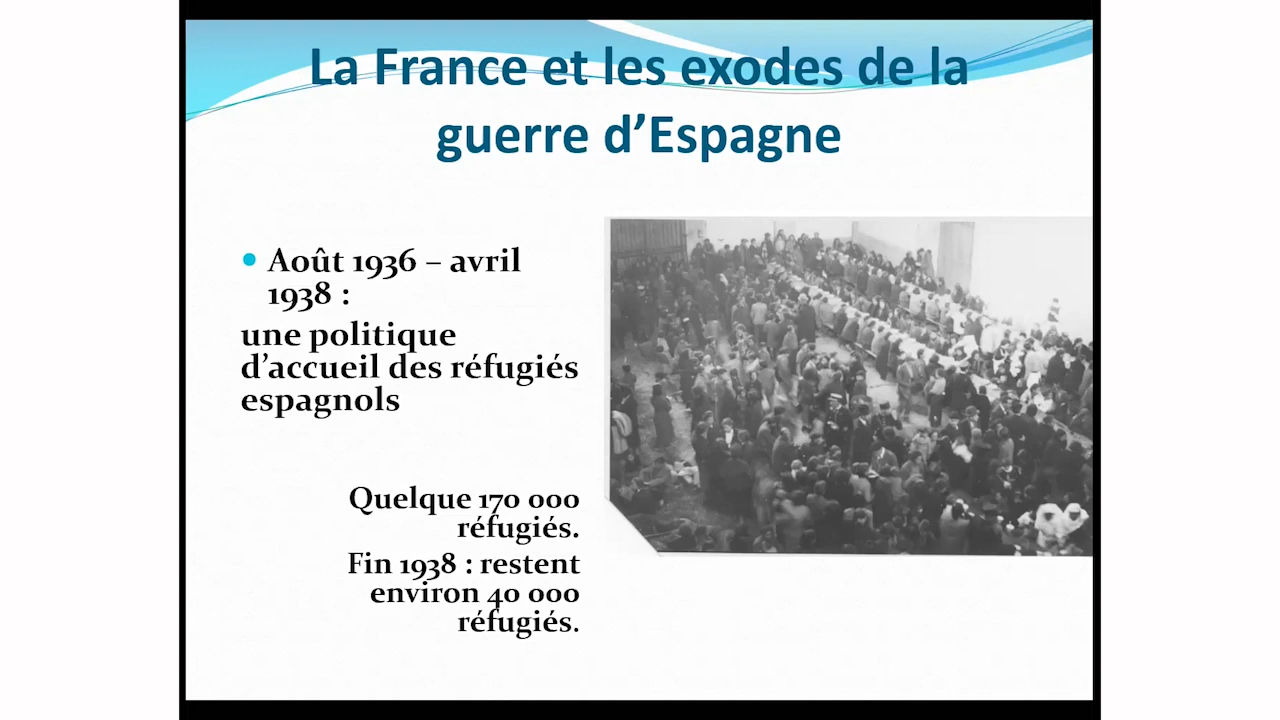 La France et les exodes de la
guerre d’Espagne
• Août 1936 – avril
1938 :
une politique
d’accueil des réfugiés
espagnols
Quelque 170 000
réfugiés.
Fin 1938 : restent
environ 40 000
réfugiés.